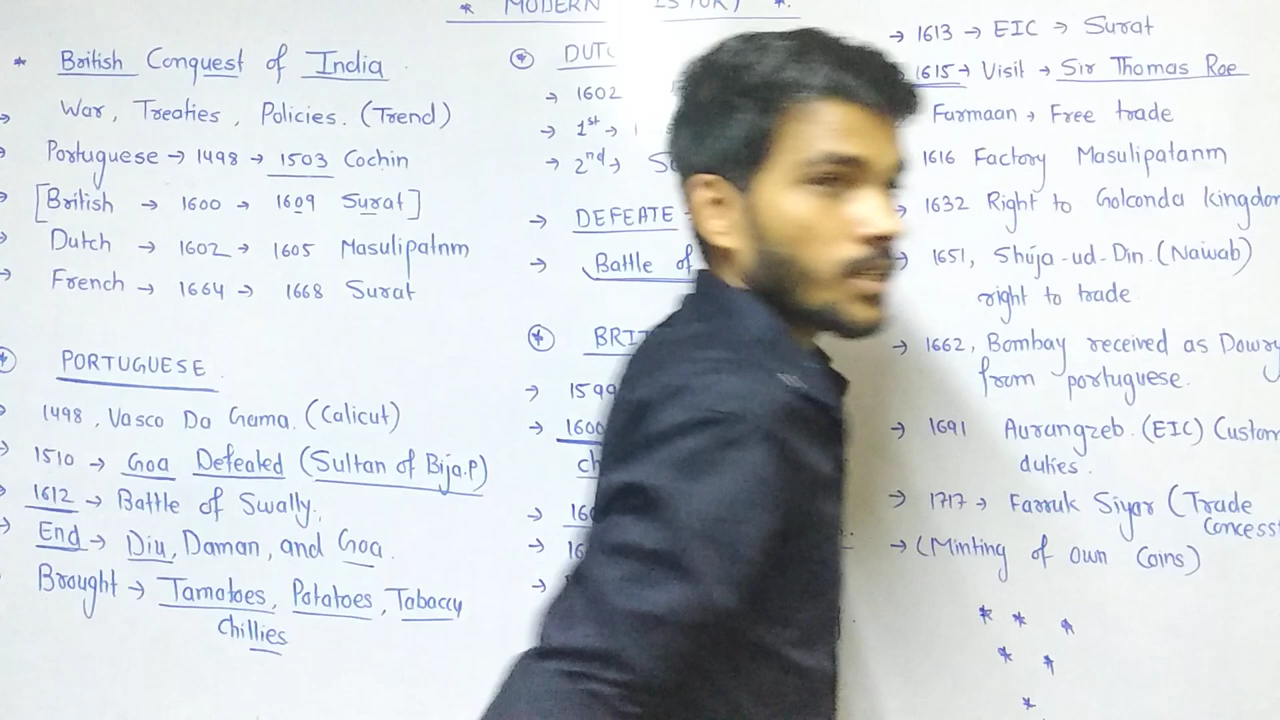 * MODERN
* British Conquest of India
War, Treaties, Policies. (Trend)
Portuguese → 1498 → 1503 Cochin
[British → 1600 → 1609 Surat]
Dutch → 1602 → 1605 Masulipatnm
French → 1664 → 1668 Surat
PORTUGUESE
1498, Vasco Da Gama. (Calicut)
1510 → Goa Defeated (Sultan of Bija.P)
1612 → Battle of Swally.
End → Diu, Daman, and Goa.
Brought → Tamatoes, Potatoes, Tobaccy
Chillies
→ 1602
→ 1st →
→ 2nd →
→ DEFEATE
→ Battle of
→ 1599
→ 1600
→ 1613 → EIC → Surat
1615 → Visit → Sir Thomas Roe
Farmaan → Free trade
1616 Factory Masulipatanm
1632 Right to Golconda
1651, Shuja-ud-Din. (Naiwab)
right to trade
→ 1662, Bombay received as Dowry
from portuguese.
→ 1691 Aurangzeb. (EIC) Custom
duties.
→ 1717 → Farruk Siyar (Trade
→ (Minting of own Coins)